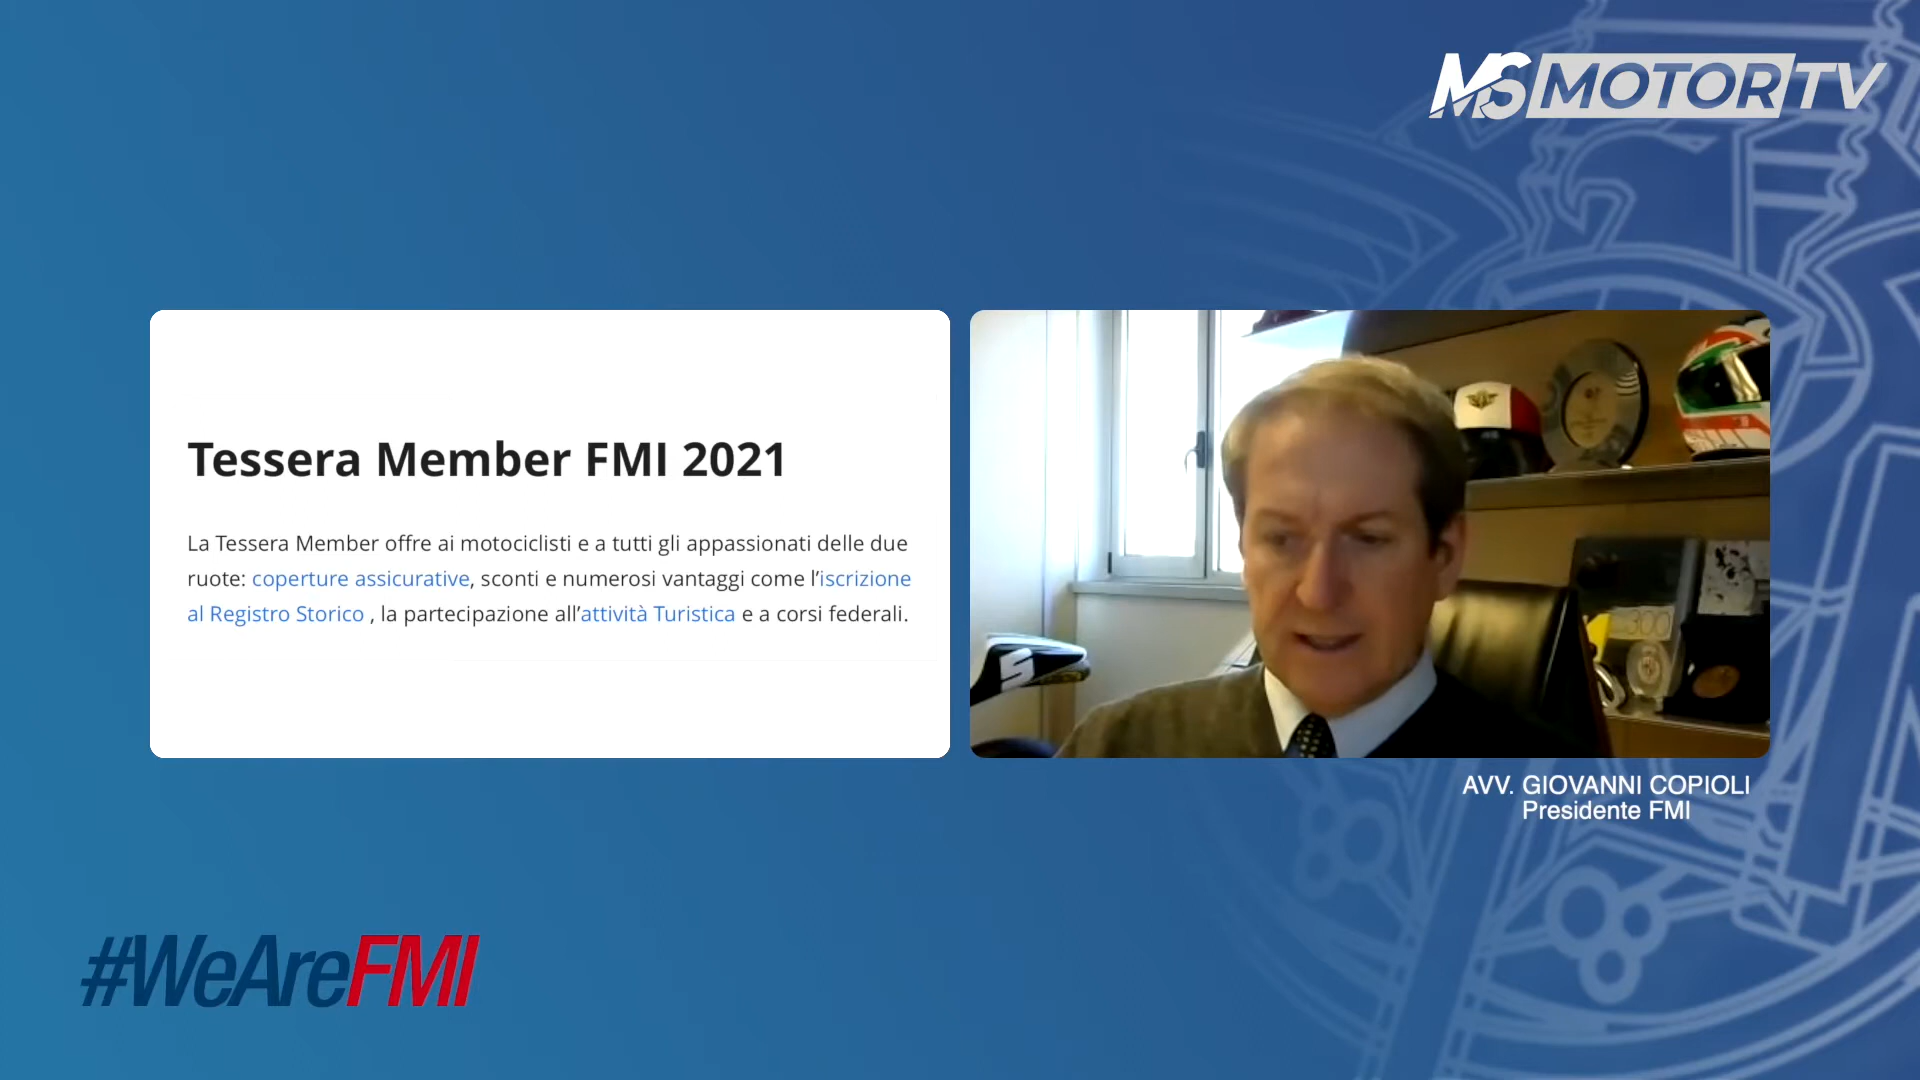 MS MOTOR TV
Tessera Member FMI 2021
La Tessera Member offre ai motociclisti e a tutti gli appassionati delle due
ruote: coperture assicurative, sconti e numerosi vantaggi come l’iscrizione
al Registro Storico , la partecipazione all’attività Turistica e a corsi federali.
S
300
AVV. GIOVANNI COPIOLI
Presidente FMI
#WeAreFMI